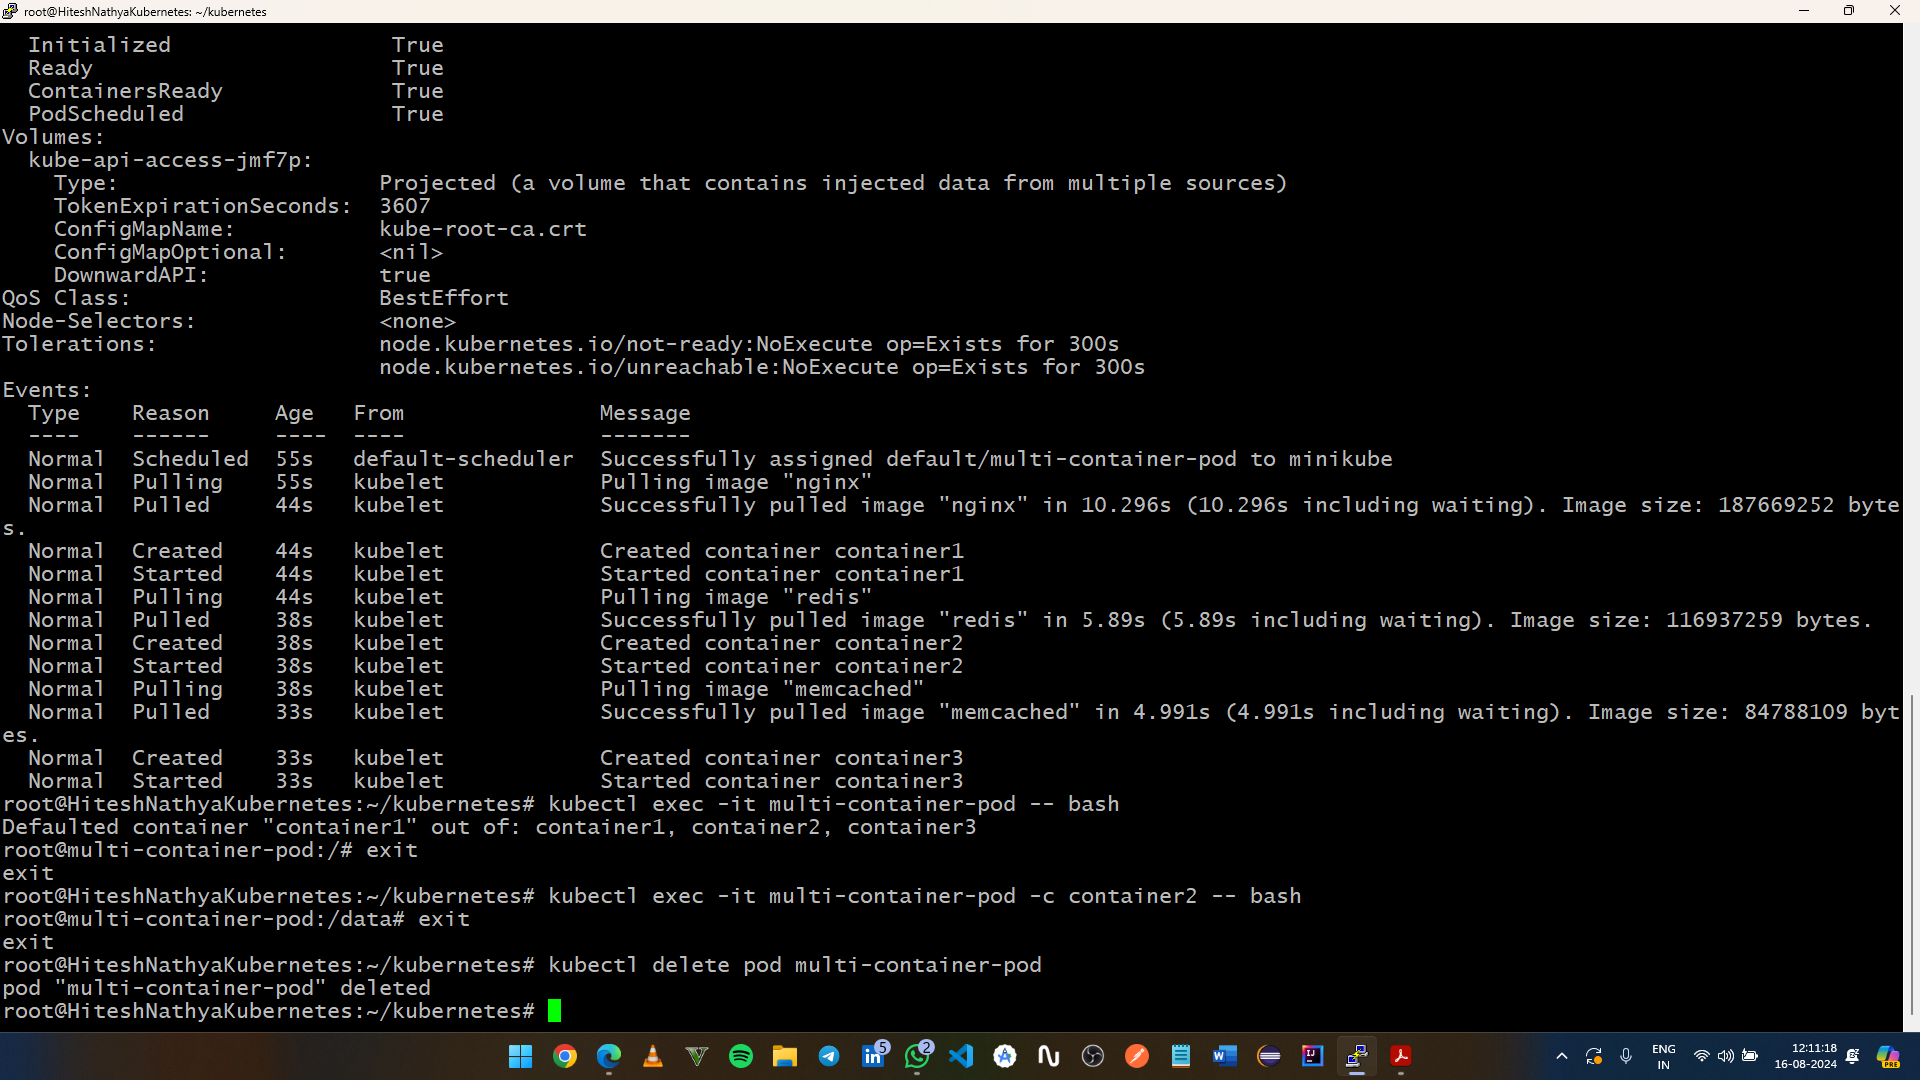 root@HiteshNathyaKubernetes: ~/kubernetes
  Initialized                 True
  Ready                       True
  ContainersReady             True
  PodScheduled                True
Volumes:
  kube-api-access-jmf7p:
    Type:                    Projected (a volume that contains injected data from multiple sources)
    TokenExpirationSeconds:  3607
    ConfigMapName:           kube-root-ca.crt
    ConfigMapOptional:       <nil>
    DownwardAPI:             true
QoS Class:                   BestEffort
Node-Selectors:              <none>
Tolerations:                 node.kubernetes.io/not-ready:NoExecute op=Exists for 300s
                             node.kubernetes.io/unreachable:NoExecute op=Exists for 300s
Events:
  Type    Reason     Age   From               Message
  ----    ------     ----  ----               -------
  Normal  Scheduled  55s   default-scheduler  Successfully assigned default/multi-container-pod to minikube
  Normal  Pulling    55s   kubelet            Pulling image "nginx"
  Normal  Pulled     44s   kubelet            Successfully pulled image "nginx" in 10.296s (10.296s including waiting). Image size: 187669252 byte
s.
  Normal  Created    44s   kubelet            Created container container1
  Normal  Started    44s   kubelet            Started container container1
  Normal  Pulling    44s   kubelet            Pulling image "redis"
  Normal  Pulled     38s   kubelet            Successfully pulled image "redis" in 5.89s (5.89s including waiting). Image size: 116937259 bytes.
  Normal  Created    38s   kubelet            Created container container2
  Normal  Started    38s   kubelet            Started container container2
  Normal  Pulling    38s   kubelet            Pulling image "memcached"
  Normal  Pulled     33s   kubelet            Successfully pulled image "memcached" in 4.991s (4.991s including waiting). Image size: 84788109 byt
es.
  Normal  Created    33s   kubelet            Created container container3
  Normal  Started    33s   kubelet            Started container container3
root@HiteshNathyaKubernetes:~/kubernetes# kubectl exec -it multi-container-pod -- bash
Defaulted container "container1" out of: container1, container2, container3
root@multi-container-pod:/# exit
exit
root@HiteshNathyaKubernetes:~/kubernetes# kubectl exec -it multi-container-pod -c container2 -- bash
root@multi-container-pod:/data# exit
exit
root@HiteshNathyaKubernetes:~/kubernetes# kubectl delete pod multi-container-pod
pod "multi-container-pod" deleted
root@HiteshNathyaKubernetes:~/kubernetes#
5
2
ENG
IN
12:11:18
16-08-2024
PRE